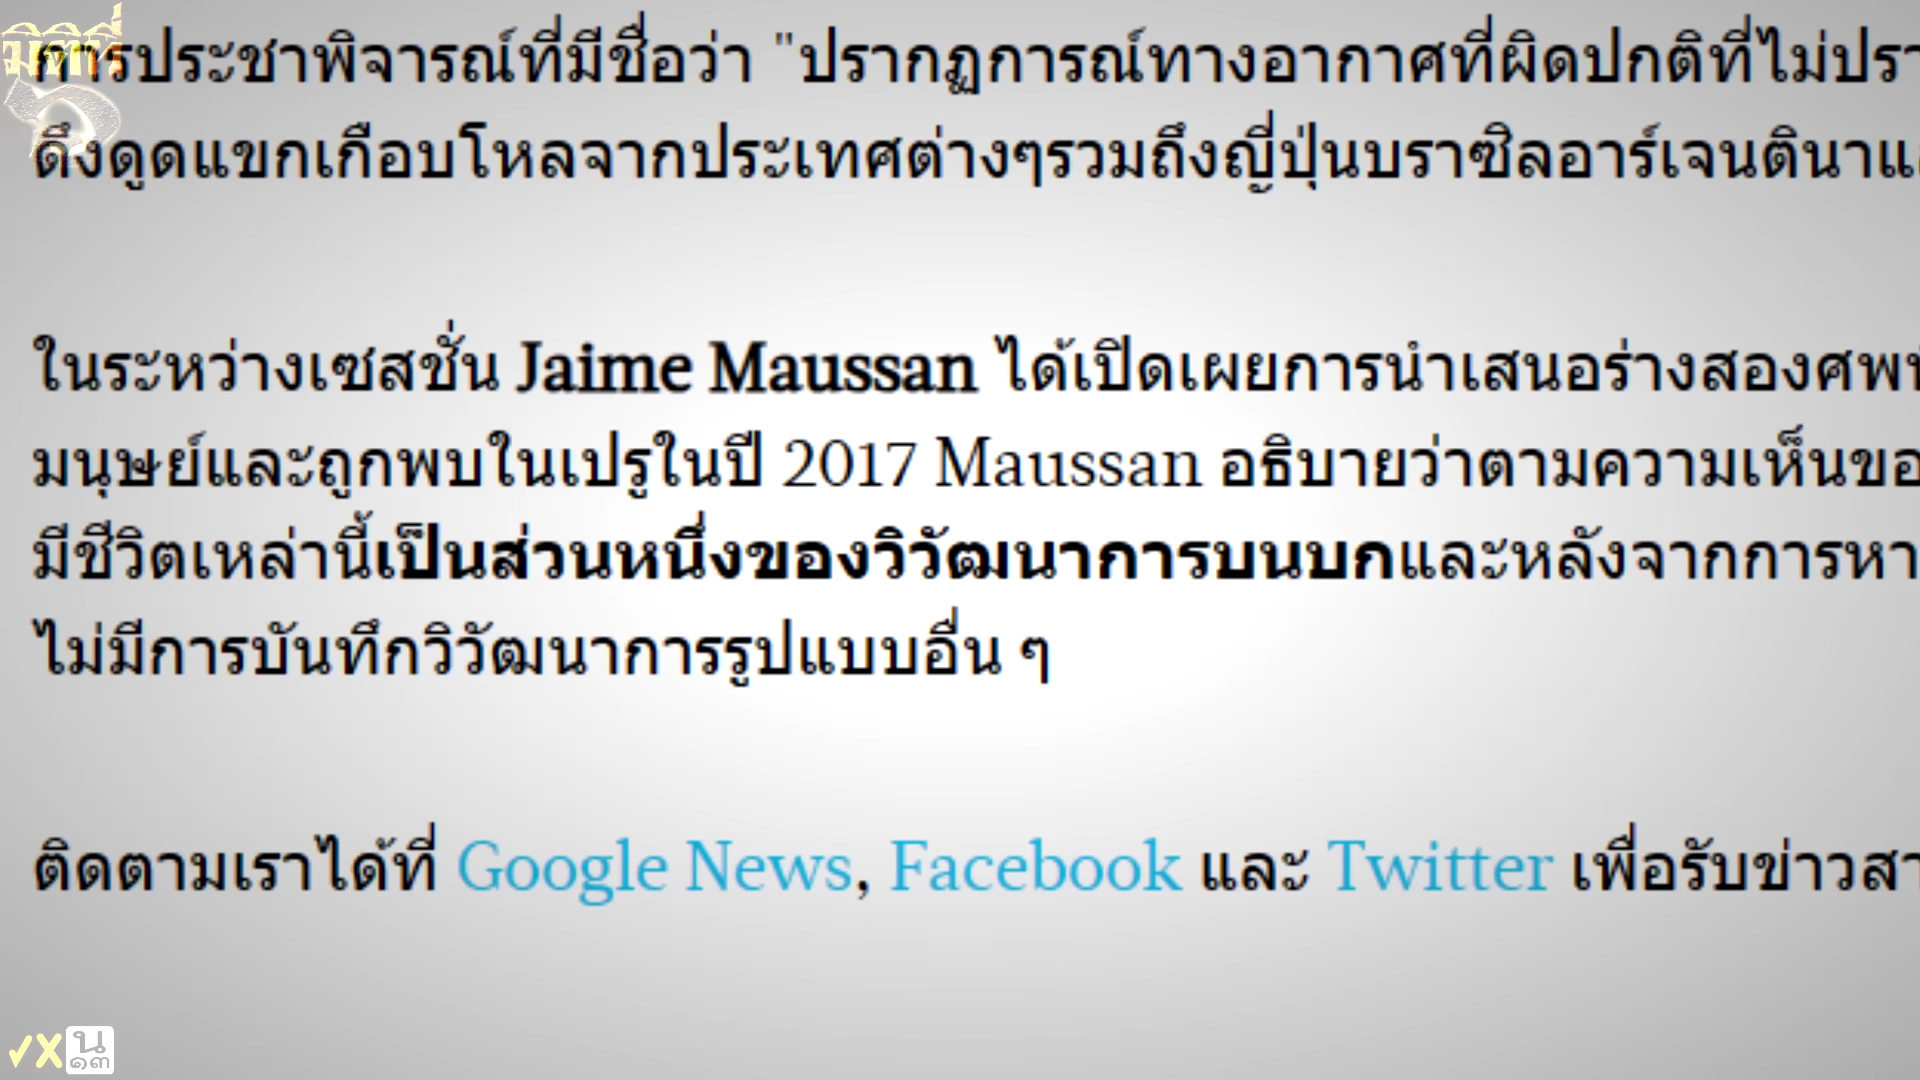 มิติที่
การประชาพิจารณ์ที่มีชื่อว่า "ปรากฏการณ์ทางอากาศที่ผิดปกติที่ไม่ปรา
ดึงดูดแขกเกือบโหลจากประเทศต่างๆรวมถึงญี่ปุ่นบราซิลอาร์เจนตินาแล
ในระหว่างเซสชั่น Jaime Maussan ได้เปิดเผยการนำเสนอร่างสองศพที่
มนุษย์และถูกพบในเปรูในปี 2017 Maussan อธิบายว่าตามความเห็นขอ
มีชีวิตเหล่านี้เป็นส่วนหนึ่งของวิวัฒนาการบนบกและหลังจากการหา
ไม่มีการบันทึกวิวัฒนาการรูปแบบอื่น ๆ
ติดตามเราได้ที่ Google News, Facebook และ Twitter เพื่อรับข่าวสา
✓X น
๑๓